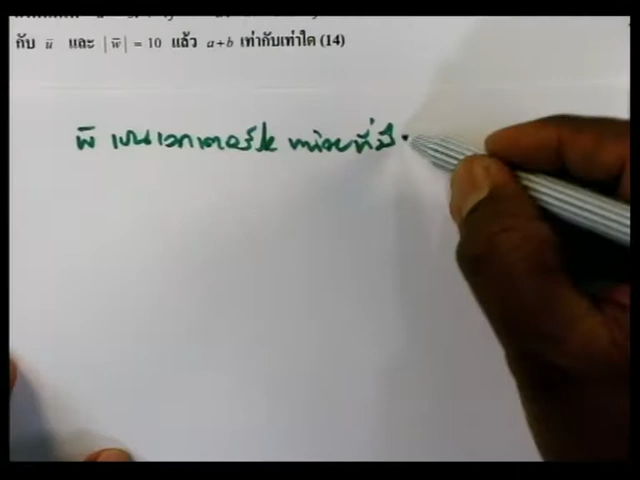 กับ ū และ | w̄ | = 10 แล้ว a+b เท่ากับเท่าใด (14)
w̄ เป็นเวกเตอร์ 10 หน่วยที่มี